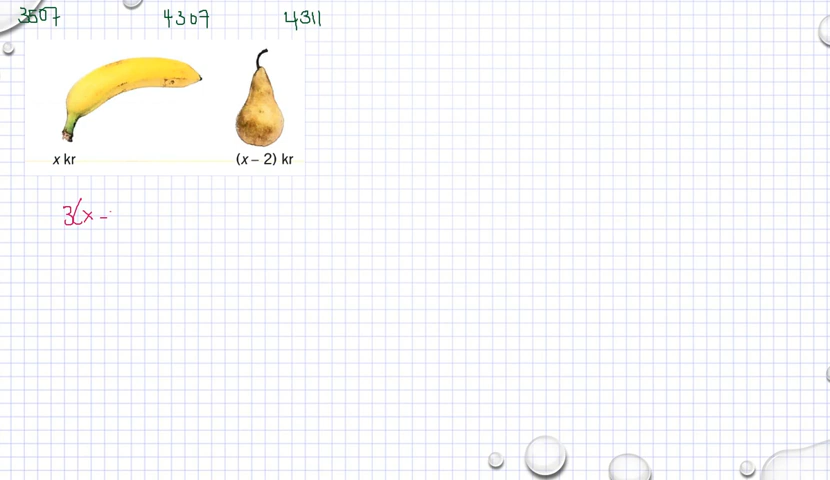 3507 4307 4311
x kr (x – 2) kr
3(x -